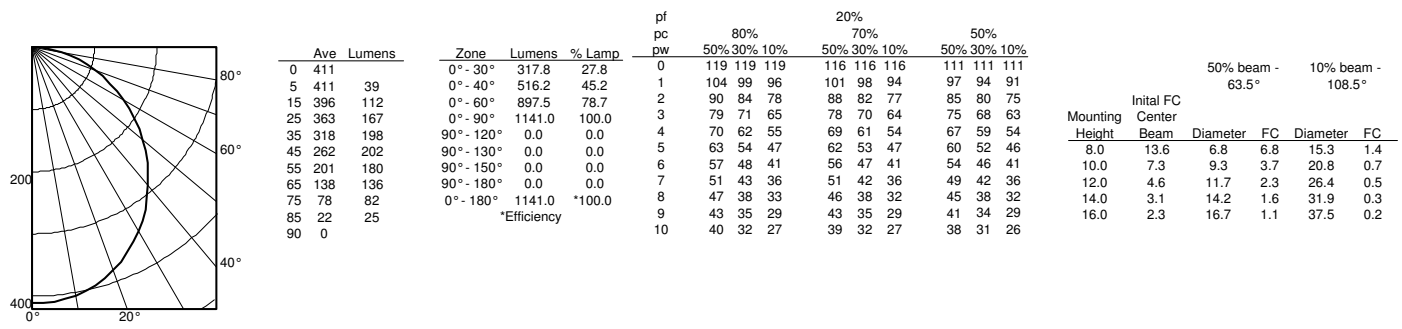 80°
60°
40°
200
400
0° 20°
Ave Lumens
0 411
5 411 39
15 396 112
25 363 167
35 318 198
45 262 202
55 201 180
65 138 136
75 78 82
85 22 25
90 0
Zone Lumens % Lamp
0° - 30° 317.8 27.8
0° - 40° 516.2 45.2
0° - 60° 897.5 78.7
0° - 90° 1141.0 100.0
90° - 120° 0.0 0.0
90° - 130° 0.0 0.0
90° - 150° 0.0 0.0
90° - 180° 0.0 0.0
0° - 180° 1141.0 *100.0
*Efficiency
pf 20%
pc 80% 70% 50%
pw 50% 30% 10% 50% 30% 10% 50% 30% 10%
0 119 119 119 116 116 116 111 111 111
1 104 99 96 101 98 94 97 94 91
2 90 84 78 88 82 77 85 80 75
3 79 71 65 78 70 64 75 68 63
4 70 62 55 69 61 54 67 59 54
5 63 54 47 62 53 47 60 52 46
6 57 48 41 56 47 41 54 46 41
7 51 43 36 51 42 36 49 42 36
8 47 38 33 46 38 32 45 38 32
9 43 35 29 43 35 29 41 34 29
10 40 32 27 39 32 27 38 31 26
50% beam - 10% beam -
63.5° 108.5°
Inital FC
Mounting Center
Height Beam Diameter FC Diameter FC
8.0 13.6 6.8 6.8 15.3 1.4
10.0 7.3 9.3 3.7 20.8 0.7
12.0 4.6 11.7 2.3 26.4 0.5
14.0 3.1 14.2 1.6 31.9 0.3
16.0 2.3 16.7 1.1 37.5 0.2